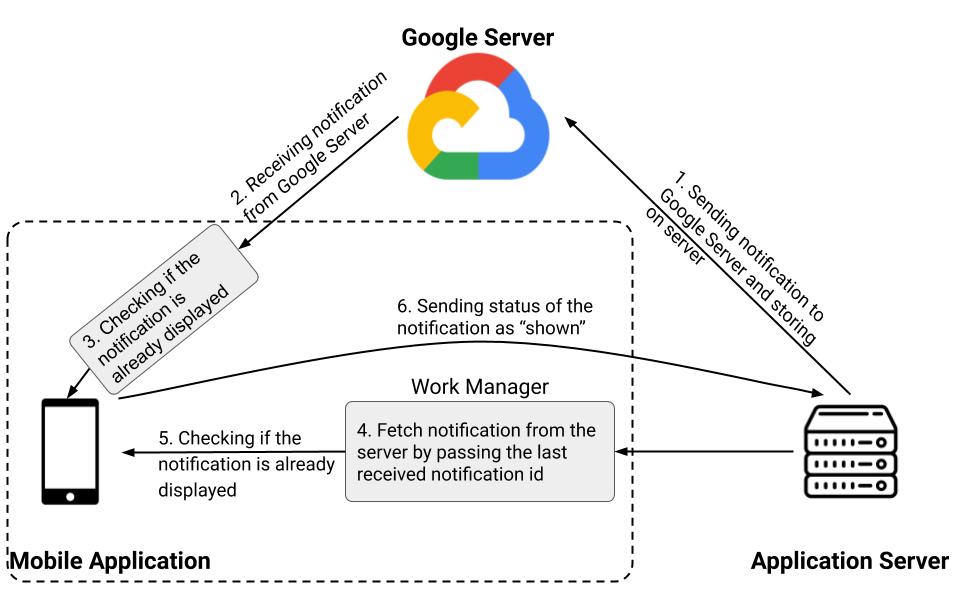 Google Server
1. Sending notification to
Google Server and storing
on server
2. Receiving notification
from Google Server
3. Checking if the
notification is
already displayed
6. Sending status of the
notification as “shown”
Work Manager
4. Fetch notification from the
server by passing the last
received notification id
5. Checking if the
notification is already
displayed
Mobile Application
Application Server